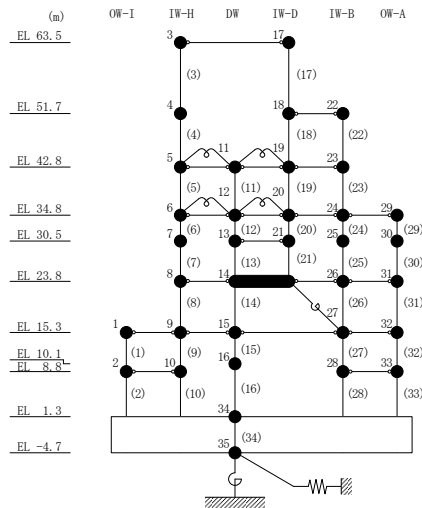 (m) OW-I IW-H DW IW-D IW-B OW-A
EL 63.5 3 17
(3) (17)
EL 51.7 4 18 22
(4) (18) (22)
11 19
EL 42.8 5 23
(5) (11) (19) (23)
12 20
EL 34.8 6 24 29
(6) (12) (20) (24) (29)
EL 30.5 7 13 21 25 30
(7) (13) (21) (25) (30)
EL 23.8 8 14 26 31
(8) (14) (26) (31)
27
EL 15.3 1 9 15 32
(1) (9) (15) (27) (32)
EL 10.1 16
EL 8.8 2 10 28 33
(2) (10) (16) (28) (33)
EL 1.3 34
(34)
EL -4.7 35